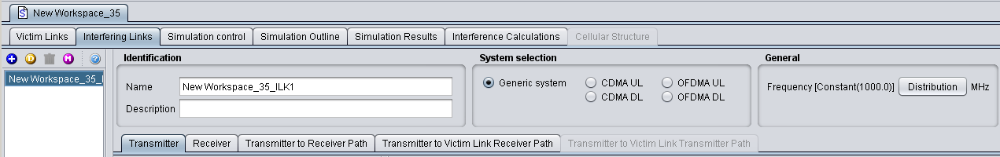 New Workspace_35
Victim Links Interfering Links Simulation control Simulation Outline Simulation Results Interference Calculations Cellular Structure
D M ?
New Workspace_35_I
Identification
Name New Workspace_35_ILK1
Description
System selection
Generic system CDMA UL OFDMA UL
CDMA DL OFDMA DL
General
Frequency [Constant(1000.0)] Distribution MHz
Transmitter Receiver Transmitter to Receiver Path Transmitter to Victim Link Receiver Path Transmitter to Victim Link Transmitter Path